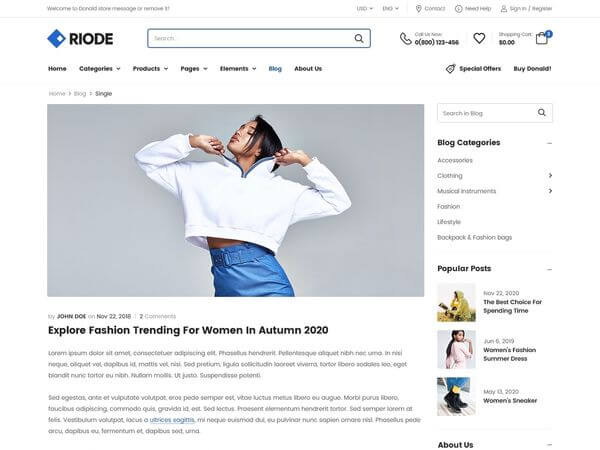 Welcome to Donald store message or remove it!
USD
ENG
Contact
Need Help
Sign in / Register
RIODE
Search...
Call Us Now:
0(800) 123-456
Shopping Cart:
$0.00
3
Home
Categories
Products
Pages
Elements
Blog
About Us
Special Offers
Buy Donald!
Home > Blog > Single
by JOHN DOE on Nov 22, 2018 | 2 Comments
Explore Fashion Trending For Women In Autumn 2020
Lorem ipsum dolor sit amet, consectetuer adipiscing elit. Phasellus hendrerit. Pellentesque aliquet nibh nec urna. In nisi
neque, aliquet vel, dapibus id, mattis vel, nisi. Sed pretium, ligula sollicitudin laoreet viverra, tortor libero sodales leo, eget
blandit nunc tortor eu nibh. Nullam mollis. Ut justo. Suspendisse potenti.
Sed egestas, ante et vulputate volutpat, eros pede semper est, vitae luctus metus libero eu augue. Morbi purus libero,
faucibus adipiscing, commodo quis, gravida id, est. Sed lectus. Praesent elementum hendrerit tortor. Sed semper lorem at
felis. Vestibulum volutpat, lacus a ultrices sagittis, mi neque euismod dui, eu pulvinar nunc sapien ornare nisl. Phasellus pede
arcu, dapibus eu, fermentum et, dapibus sed, urna.
Search in Blog
Blog Categories
Accessories
Clothing
Musical Instruments
Fashion
Lifestyle
Backpack & Fashion bags
Popular Posts
Nov 22, 2020
The Best Choice For
Spending Time
Jun 6, 2019
Women's Fashion
Summer Dress
May 13, 2020
Women's Sneaker
About Us